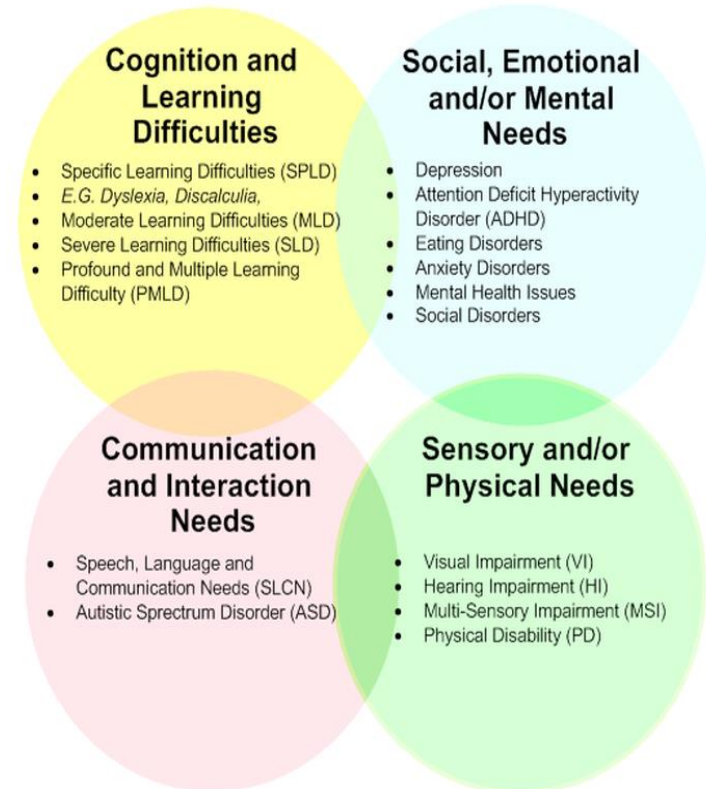 Cognition and
Learning
Difficulties
• Specific Learning Difficulties (SPLD)
• E.G. Dyslexia, Discalculia,
• Moderate Learning Difficulties (MLD)
• Severe Learning Difficulties (SLD)
• Profound and Multiple Learning
Difficulty (PMLD)
Social, Emotional
and/or Mental
Needs
• Depression
• Attention Deficit Hyperactivity
Disorder (ADHD)
• Eating Disorders
• Anxiety Disorders
• Mental Health Issues
• Social Disorders
Communication
and Interaction
Needs
• Speech, Language and
Communication Needs (SLCN)
• Autistic Sprectrum Disorder (ASD)
Sensory and/or
Physical Needs
• Visual Impairment (VI)
• Hearing Impairment (HI)
• Multi-Sensory Impairment (MSI)
• Physical Disability (PD)